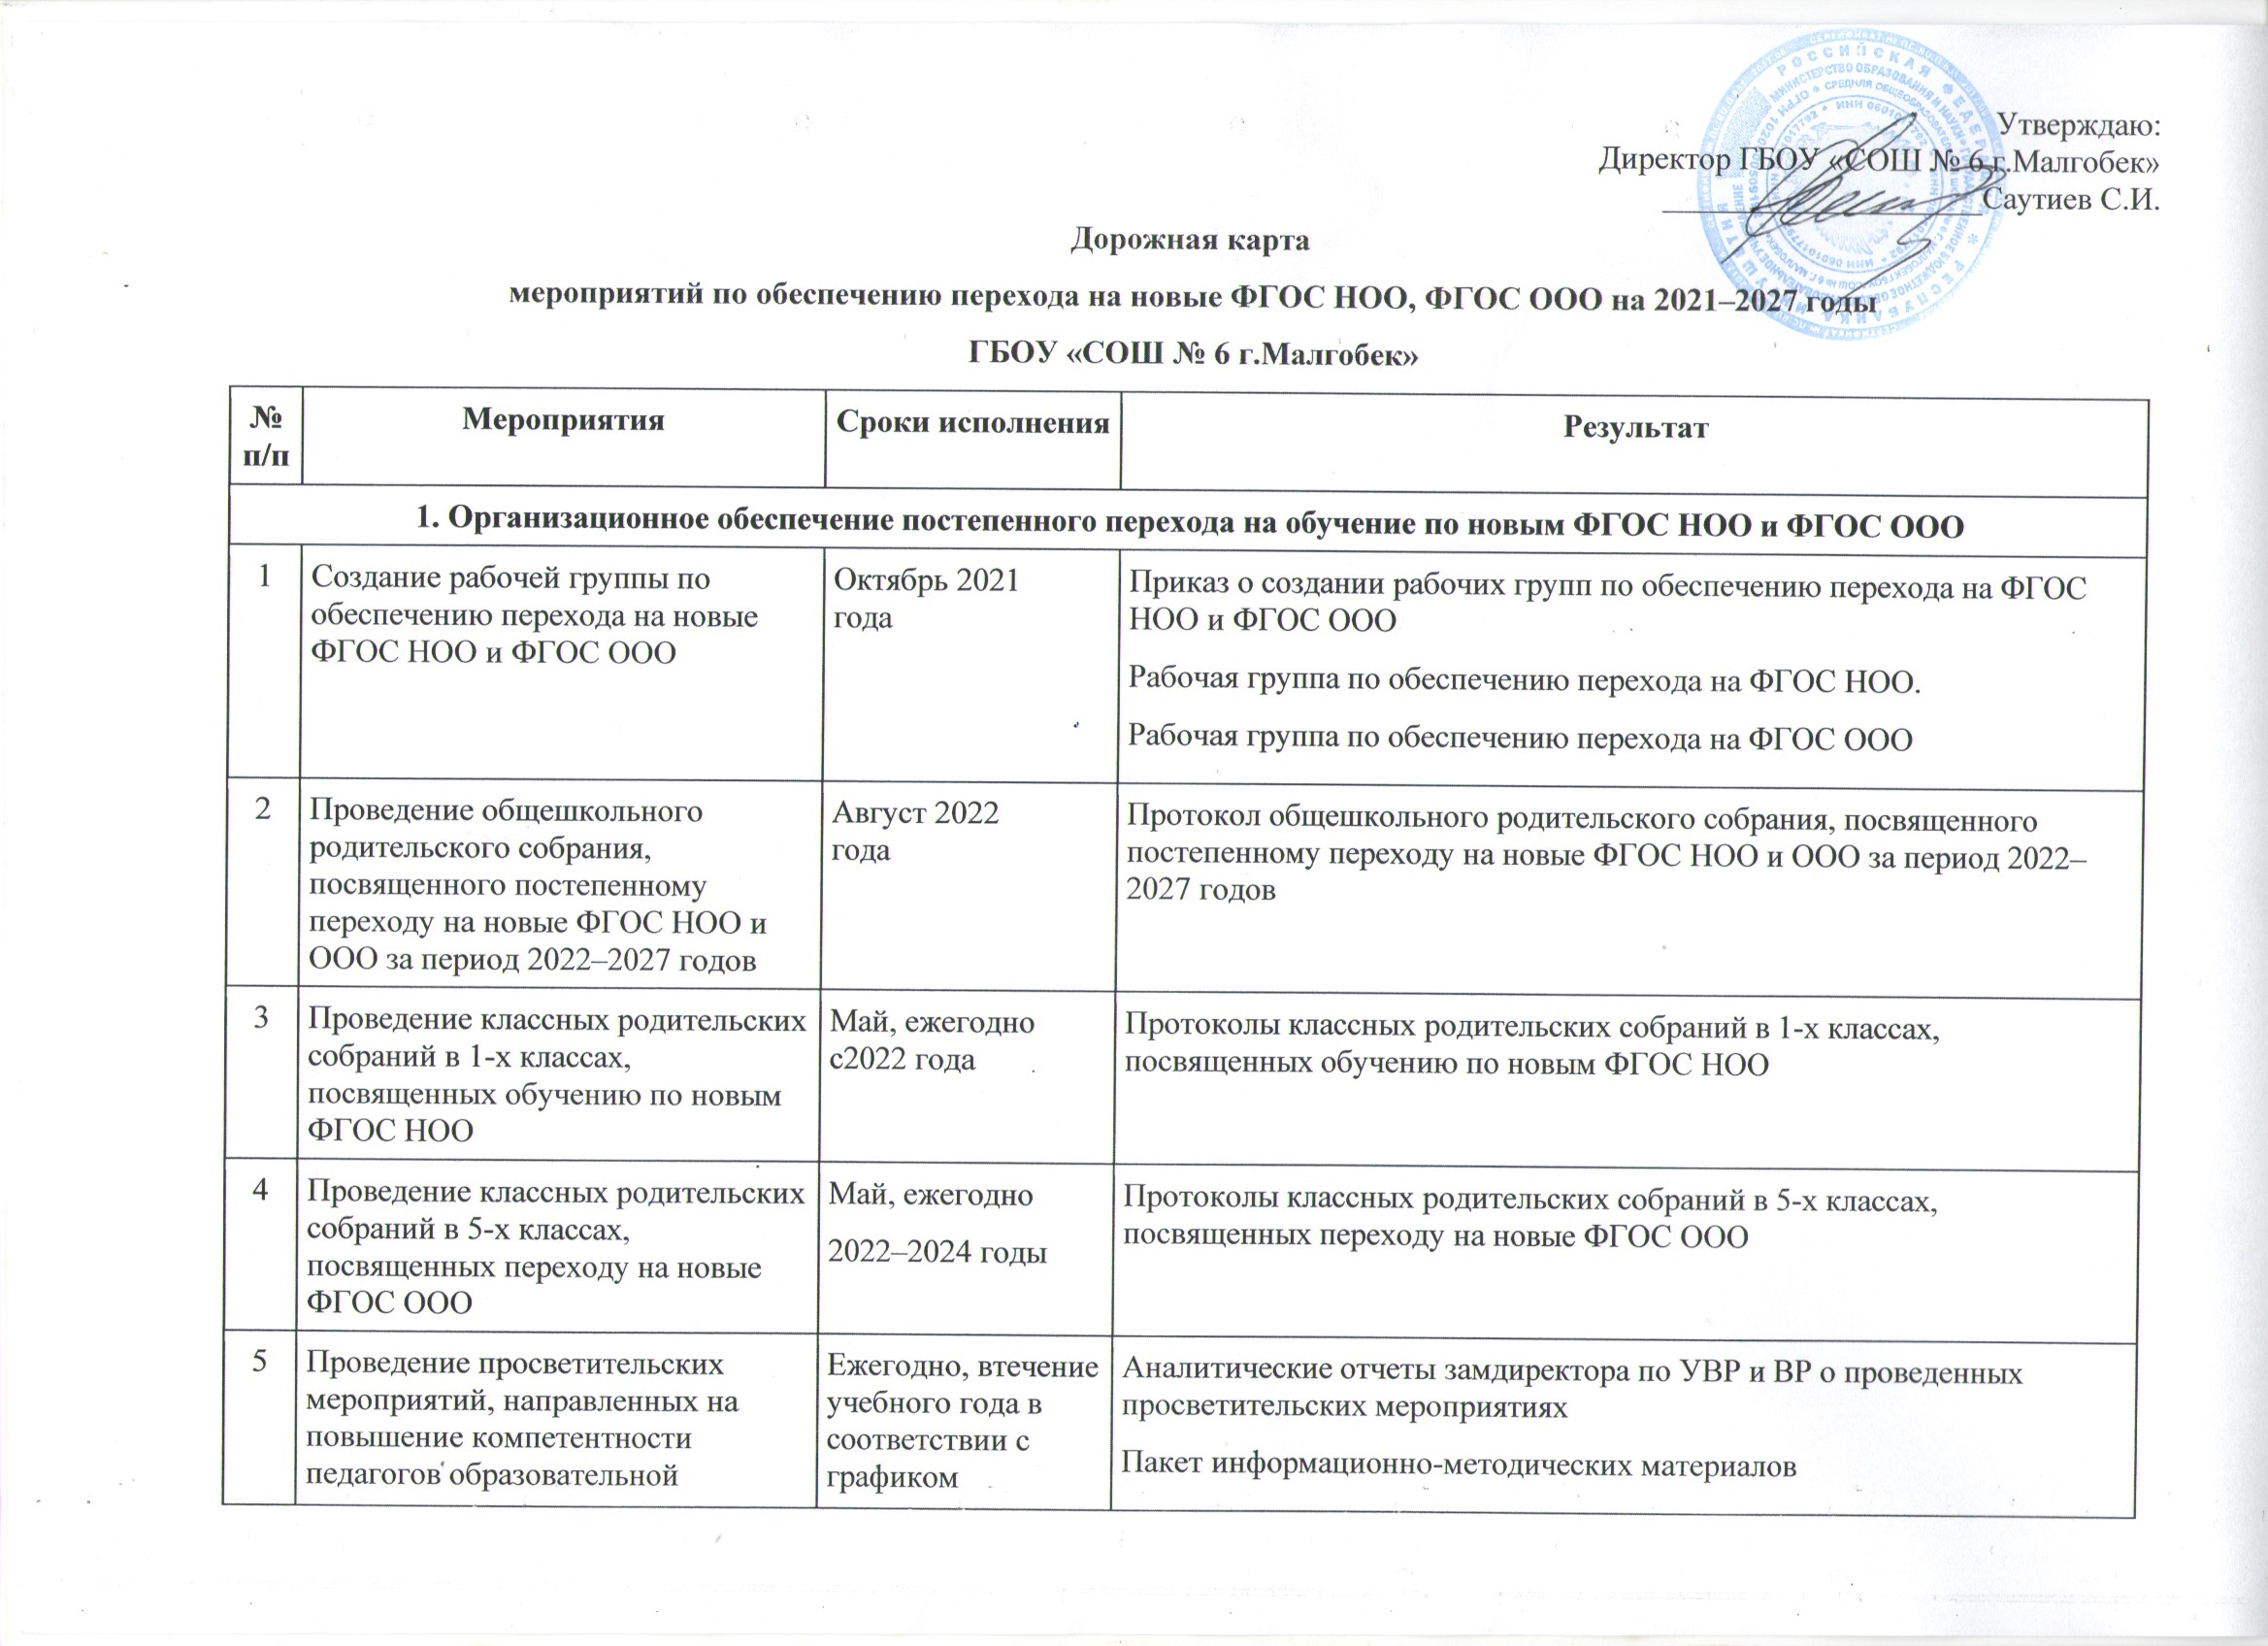 Утверждаю:
Директор ГБОУ «СОШ № 6 г.Малгобек»
Саутиев С.И.
Дорожная карта
мероприятий по обеспечению перехода на новые ФГОС НОО, ФГОС ООО на 2021–2027 годы
ГБОУ «СОШ № 6 г.Малгобек»
№
п/п
Мероприятия
Сроки исполнения
Результат
1. Организационное обеспечение постепенного перехода на обучение по новым ФГОС НОО и ФГОС ООО
1
Создание рабочей группы по
обеспечению перехода на новые
ФГОС НОО и ФГОС ООО
Октябрь 2021
года
Приказ о создании рабочих групп по обеспечению перехода на ФГОС
НОО и ФГОС ООО
Рабочая группа по обеспечению перехода на ФГОС НОО.
Рабочая группа по обеспечению перехода на ФГОС ООО
2
Проведение общешкольного
родительского собрания,
посвященного постепенному
переходу на новые ФГОС НОО и
ООО за период 2022–2027 годов
Август 2022
года
Протокол общешкольного родительского собрания, посвященного
постепенному переходу на новые ФГОС НОО и ООО за период 2022–
2027 годов
3
Проведение классных родительских
собраний в 1-х классах,
посвященных обучению по новым
ФГОС НОО
Май, ежегодно
с2022 года
Протоколы классных родительских собраний в 1-х классах,
посвященных обучению по новым ФГОС НОО
4
Проведение классных родительских
собраний в 5-х классах,
посвященных переходу на новые
ФГОС ООО
Май, ежегодно
2022–2024 годы
Протоколы классных родительских собраний в 5-х классах,
посвященных переходу на новые ФГОС ООО
5
Проведение просветительских
мероприятий, направленных на
повышение компетентности
педагогов образовательной
Ежегодно, втечение
учебного года в
соответствии с
графиком
Аналитические отчеты замдиректора по УВР и ВР о проведенных
просветительских мероприятиях
Пакет информационно-методических материалов